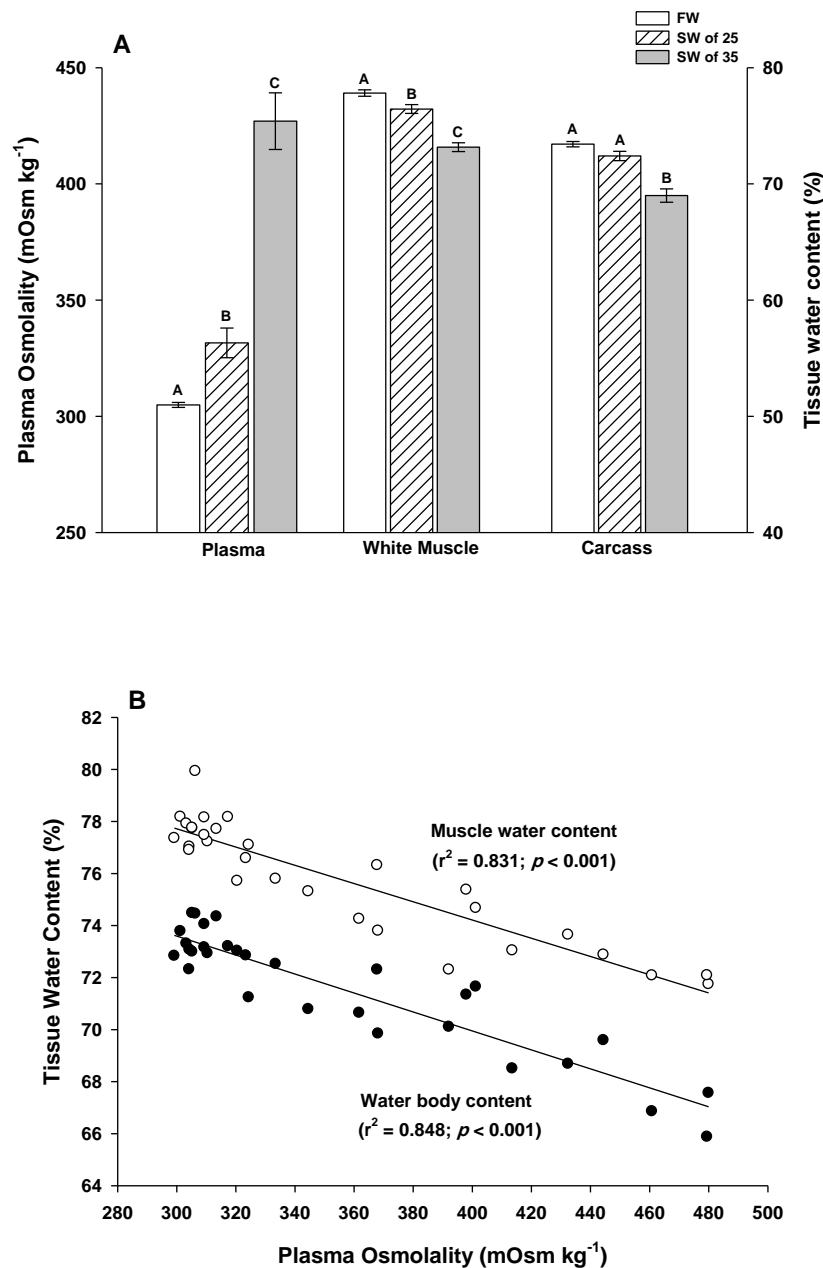 A
FW
SW of 25
SW of 35
450
400
350
300
250
Plasma Osmolality (mOsm kg⁻¹)
A
B
C
A
B
C
A
A
B
80
70
60
50
40
Tissue water content (%)
Plasma White Muscle Carcass
B
82
80
78
76
74
72
70
68
66
64
Tissue Water Content (%)
Muscle water content
(r² = 0.831; p < 0.001)
Water body content
(r² = 0.848; p < 0.001)
280 300 320 340 360 380 400 420 440 460 480 500
Plasma Osmolality (mOsm kg⁻¹)